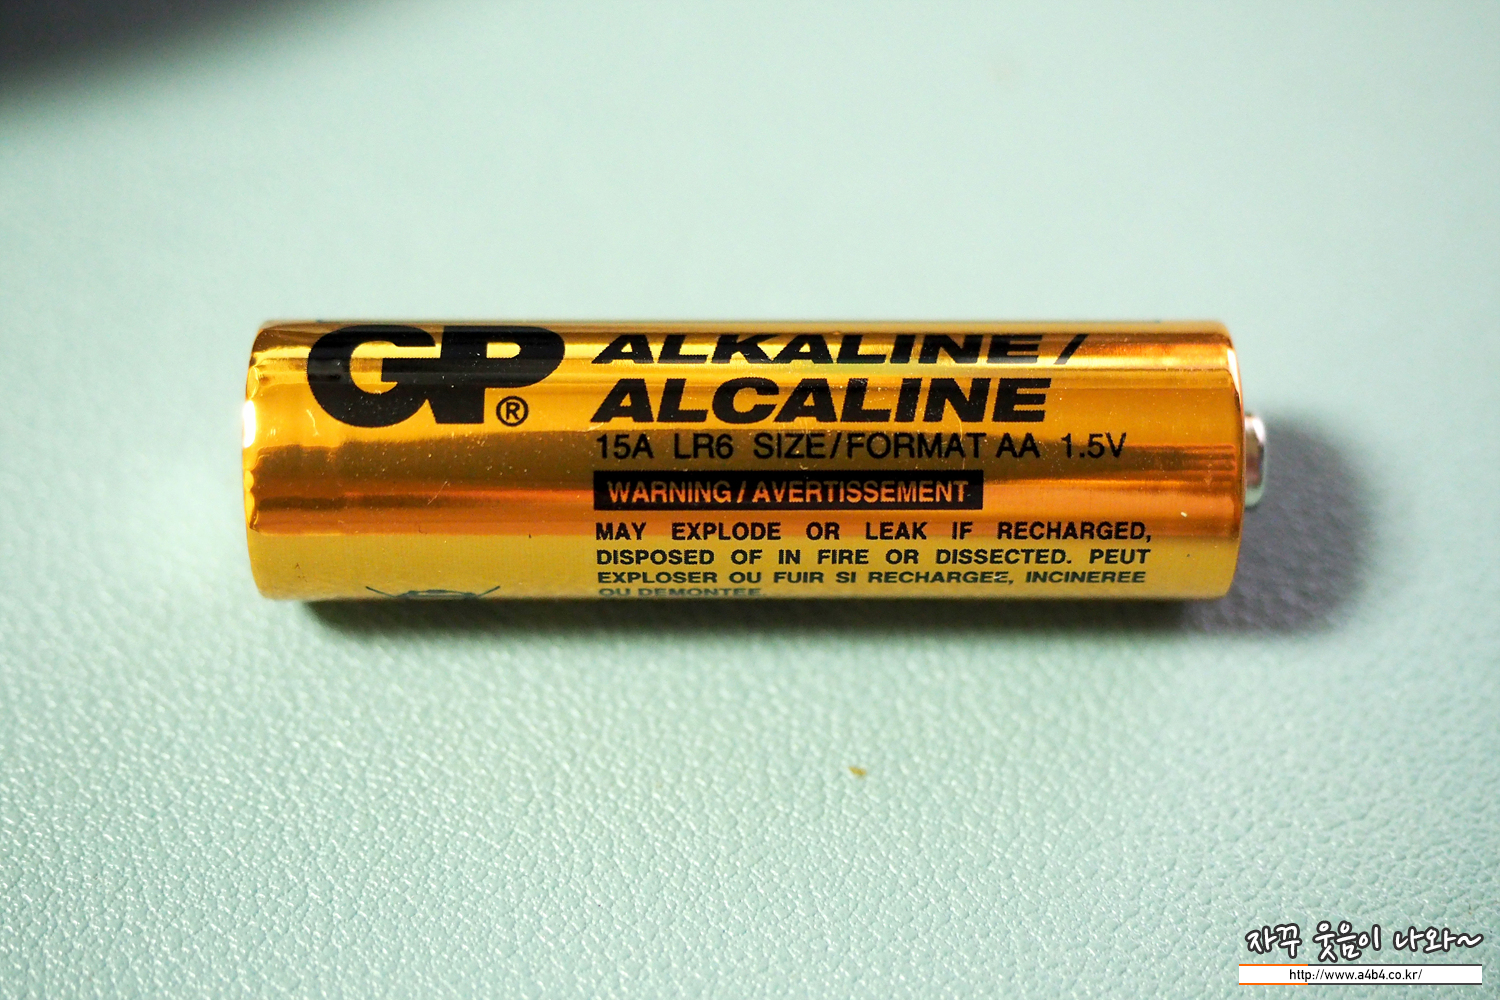 GP®
ALKALINE/
ALCALINE
15A LR6 SIZE/FORMAT AA 1.5V
WARNING/AVERTISSEMENT
MAY EXPLODE OR LEAK IF RECHARGED,
DISPOSED OF IN FIRE OR DISSECTED. PEUT
EXPLOSER OU FUIR SI RECHARGEE, INCINEREE
OU DEMONTEE.
자꾸 웃음이 나와~
http://www.a4b4.co.kr/